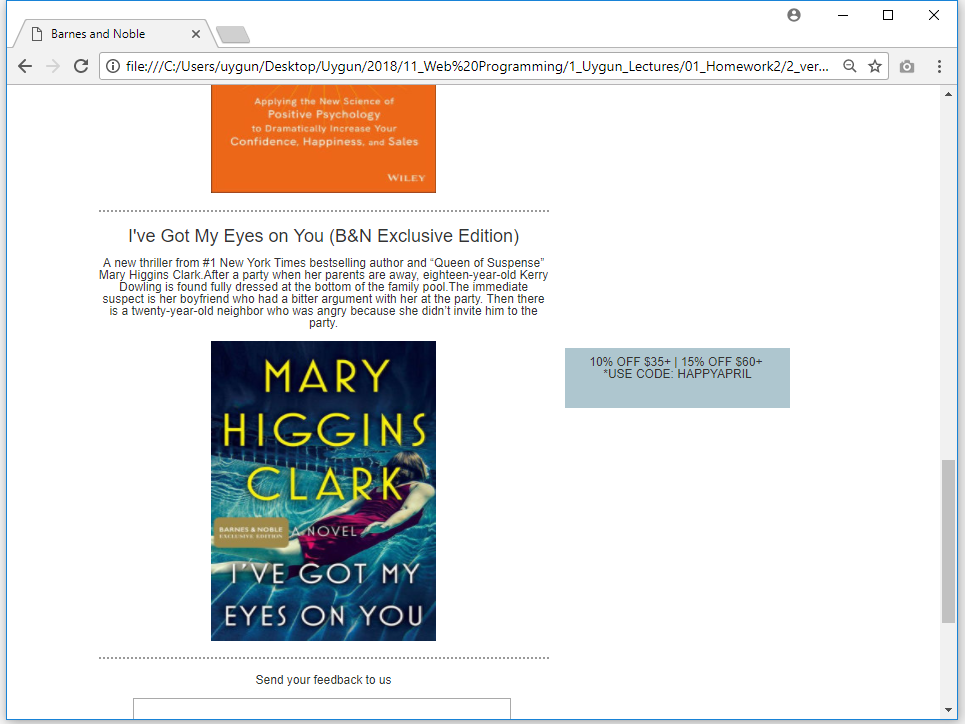 Barnes and Noble
file:///C:/Users/uygun/Desktop/Uygun/2018/11_Web%20Programming/1_Uygun_Lectures/01_Homework2/2_ver...
Applying the New Science of
Positive Psychology
to Dramatically Increase Your
Confidence, Happiness, and Sales
WILEY
I've Got My Eyes on You (B&N Exclusive Edition)
A new thriller from #1 New York Times bestselling author and “Queen of Suspense”
Mary Higgins Clark.After a party when her parents are away, eighteen-year-old Kerry
Dowling is found fully dressed at the bottom of the family pool.The immediate
suspect is her boyfriend who had a bitter argument with her at the party. Then there
is a twenty-year-old neighbor who was angry because she didn’t invite him to the
party.
10% OFF $35+ | 15% OFF $60+
*USE CODE: HAPPYAPRIL
MARY
HIGGINS
CLARK
BARNES & NOBLE
EXCLUSIVE EDITION
A NOVEL
I'VE GOT MY
EYES ON YOU
Send your feedback to us